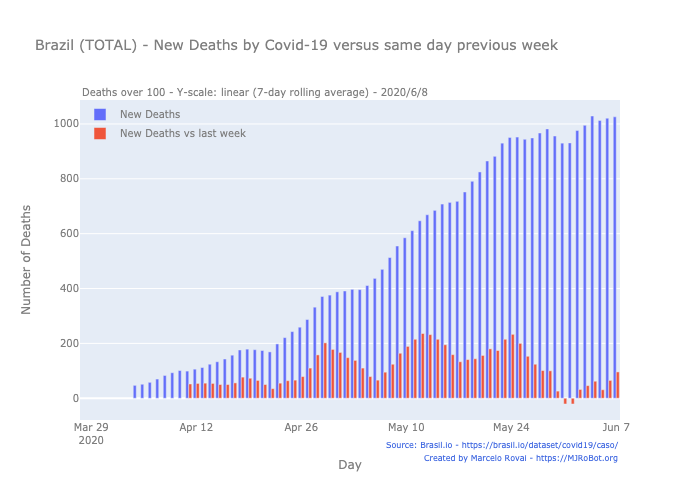 Brazil (TOTAL) - New Deaths by Covid-19 versus same day previous week
Deaths over 100 - Y-scale: linear (7-day rolling average) - 2020/6/8
New Deaths
New Deaths vs last week
Number of Deaths
1000
800
600
400
200
0
Mar 29 Apr 12 Apr 26 May 10 May 24 Jun 7
2020
Source: Brasil.io - https://brasil.io/dataset/covid19/caso/
Created by Marcelo Rovai - https://MJRoBot.org
Day